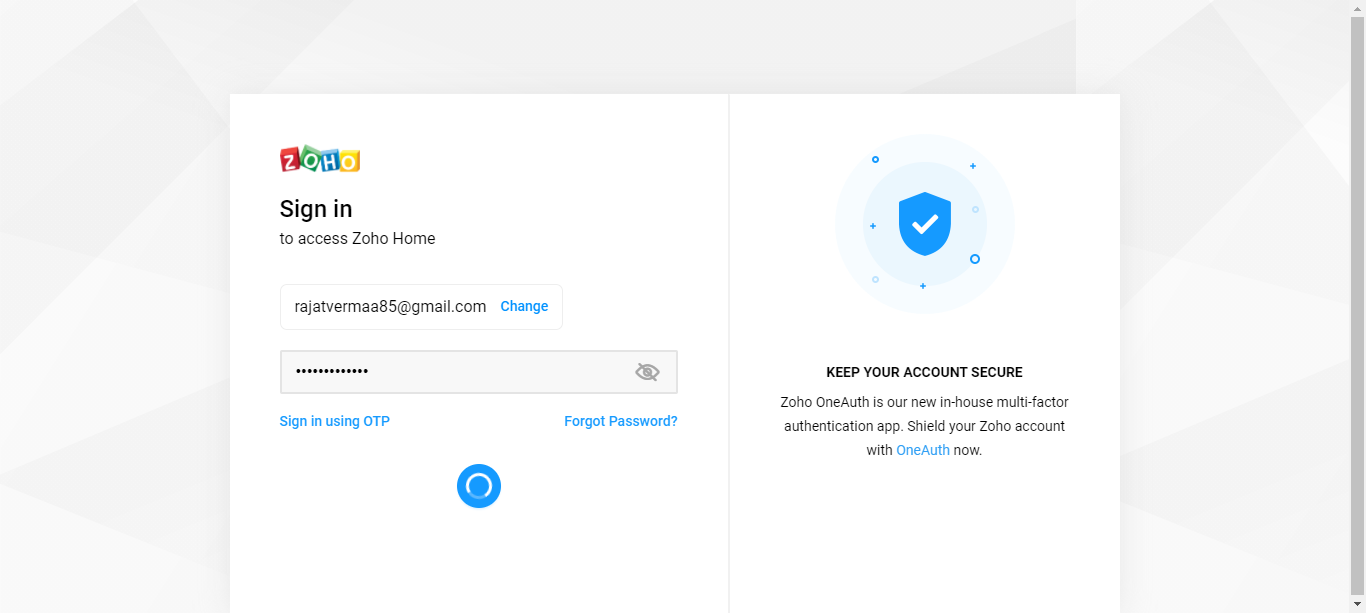 ZOHO
Sign in
to access Zoho Home
rajatvermaa85@gmail.com Change
•••••••••••••
Sign in using OTP Forgot Password?
KEEP YOUR ACCOUNT SECURE
Zoho OneAuth is our new in-house multi-factor
authentication app. Shield your Zoho account
with OneAuth now.